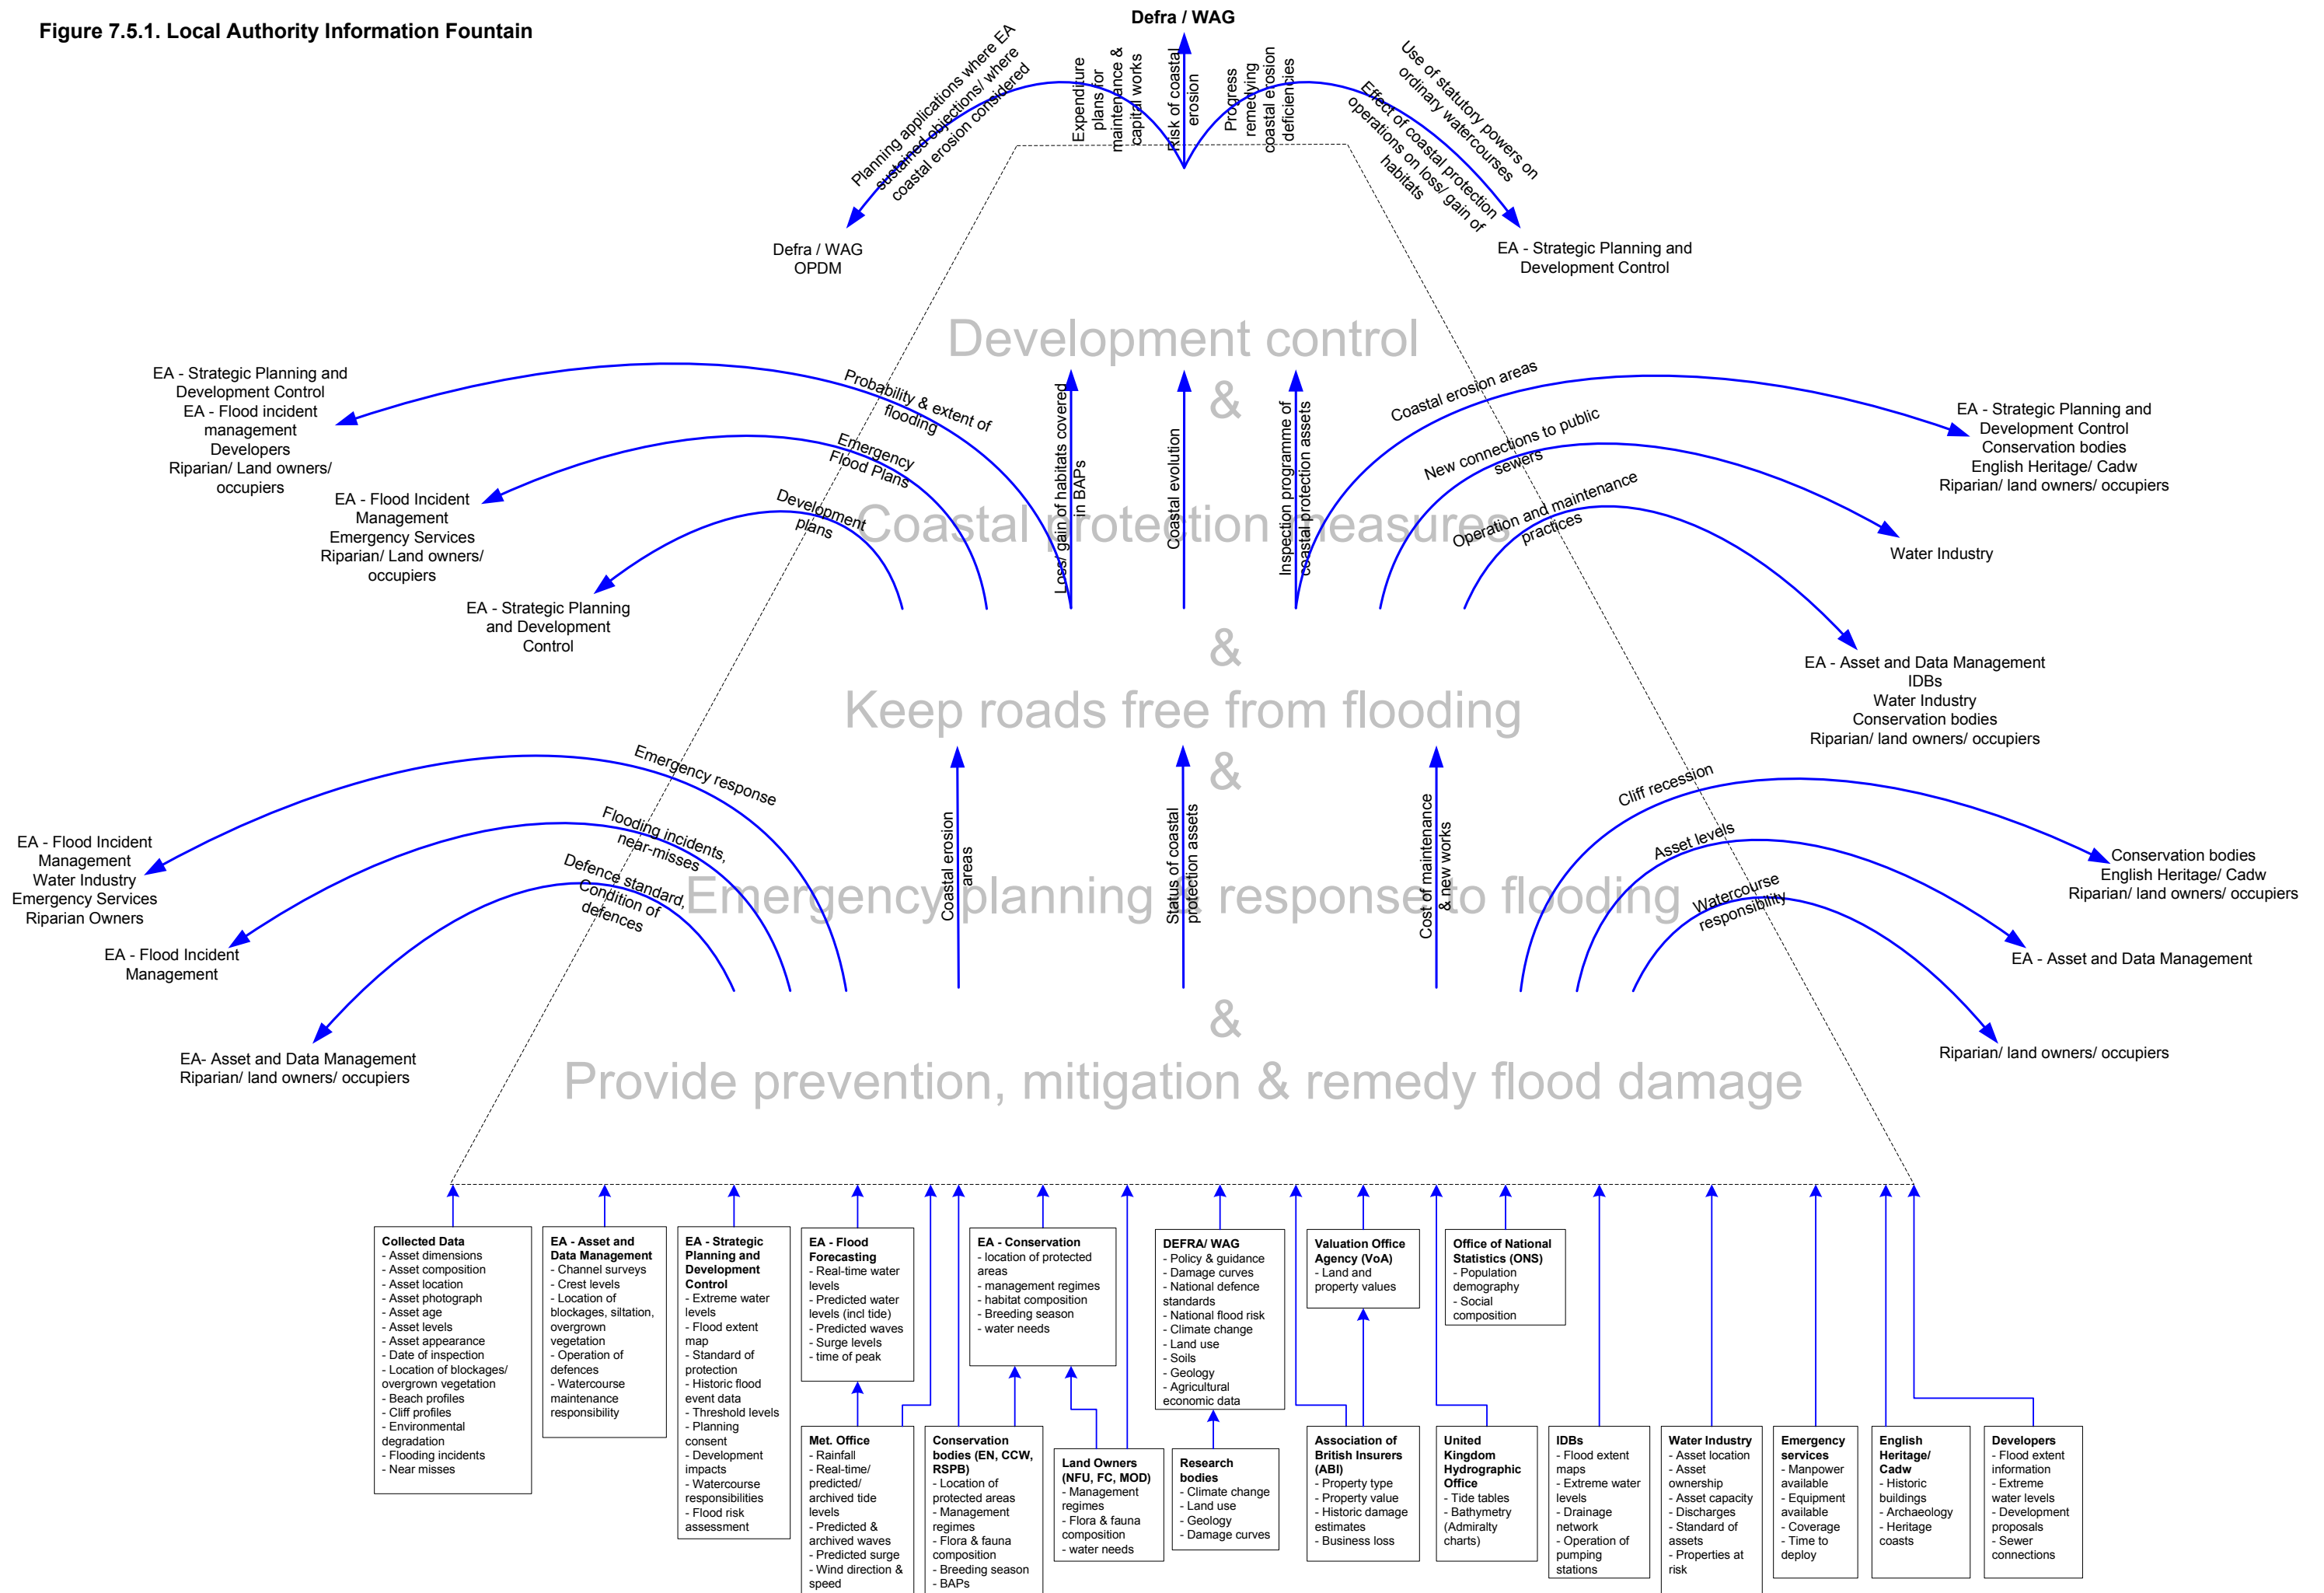 Figure 7.5.1. Local Authority Information Fountain
Defra / WAG
Planning applications where EA
sustained objections/ where
coastal erosion considered
Expenditure
plans for
maintenance &
capital works
Risk of coastal
erosion
Progress
remedying
coastal erosion
deficiencies
Use of statutory powers on
ordinary watercourses
Effect of coastal protection
operations on loss/ gain of
habitats
Defra / WAG
OPDM
EA - Strategic Planning and
Development Control
Development control
&
EA - Strategic Planning and
Development Control
EA - Flood incident
management
Developers
Riparian/ Land owners/
occupiers
Probability & extent of
flooding
EA - Flood Incident
Management
Emergency Services
Riparian/ Land owners/
occupiers
Emergency
Flood Plans
EA - Strategic Planning
and Development
Control
Development
plans
Loss/ gain of habitats covered
in BAPs
Coastal evolution
Inspection programme of
coastal protection assets
Coastal erosion areas
EA - Strategic Planning and
Development Control
Conservation bodies
English Heritage/ Cadw
Riparian/ land owners/ occupiers
New connections to public
sewers
Water Industry
Operation and maintenance
practices
EA - Asset and Data Management
IDBs
Water Industry
Conservation bodies
Riparian/ land owners/ occupiers
Coastal protection measures
&
Keep roads free from flooding
&
Emergency response
EA - Flood Incident
Management
Water Industry
Emergency Services
Riparian Owners
Flooding incidents,
near-misses
EA - Flood Incident
Management
Defence standard,
Condition of
defences
EA- Asset and Data Management
Riparian/ land owners/ occupiers
Coastal erosion
areas
Status of coastal
protection assets
Cost of maintenance
& new works
Cliff recession
Conservation bodies
English Heritage/ Cadw
Riparian/ land owners/ occupiers
Asset levels
EA - Asset and Data Management
Watercourse
responsibility
Riparian/ land owners/ occupiers
Emergency planning & response to flooding
&
Provide prevention, mitigation & remedy flood damage
Collected Data
- Asset dimensions
- Asset composition
- Asset location
- Asset photograph
- Asset age
- Asset levels
- Asset appearance
- Date of inspection
- Location of blockages/
overgrown vegetation
- Beach profiles
- Cliff profiles
- Environmental
degradation
- Flooding incidents
- Near misses
EA - Asset and
Data Management
- Channel surveys
- Crest levels
- Location of
blockages, siltation,
overgrown
vegetation
- Operation of
defences
- Watercourse
maintenance
responsibility
EA - Strategic
Planning and
Development
Control
- Extreme water
levels
- Flood extent
map
- Standard of
protection
- Historic flood
event data
- Threshold levels
- Planning
consent
- Development
impacts
- Watercourse
responsibilities
- Flood risk
assessment
EA - Flood
Forecasting
- Real-time water
levels
- Predicted water
levels (incl tide)
- Predicted waves
- Surge levels
- time of peak
EA - Conservation
- location of protected
areas
- management regimes
- habitat composition
- Breeding season
- water needs
DEFRA/ WAG
- Policy & guidance
- Damage curves
- National defence
standards
- National flood risk
- Climate change
- Land use
- Soils
- Geology
- Agricultural
economic data
Valuation Office
Agency (VoA)
- Land and
property values
Office of National
Statistics (ONS)
- Population
demography
- Social
composition
Met. Office
- Rainfall
- Real-time/
predicted/
archived tide
levels
- Predicted &
archived waves
- Predicted surge
- Wind direction &
speed
Conservation
bodies (EN, CCW,
RSPB)
- Location of
protected areas
- Management
regimes
- Flora & fauna
composition
- Breeding season
- BAPs
Land Owners
(NFU, FC, MOD)
- Management
regimes
- Flora & fauna
composition
- water needs
Research
bodies
- Climate change
- Land use
- Geology
- Damage curves
Association of
British Insurers
(ABI)
- Property type
- Property value
- Historic damage
estimates
- Business loss
United
Kingdom
Hydrographic
Office
- Tide tables
- Bathymetry
(Admiralty
charts)
IDBs
- Flood extent
maps
- Extreme water
levels
- Drainage
network
- Operation of
pumping
stations
Water Industry
- Asset location
- Asset
ownership
- Asset capacity
- Discharges
- Standard of
assets
- Properties at
risk
Emergency
services
- Manpower
available
- Equipment
available
- Coverage
- Time to
deploy
English
Heritage/
Cadw
- Historic
buildings
- Archaeology
- Heritage
coasts
Developers
- Flood extent
information
- Extreme
water levels
- Development
proposals
- Sewer
connections